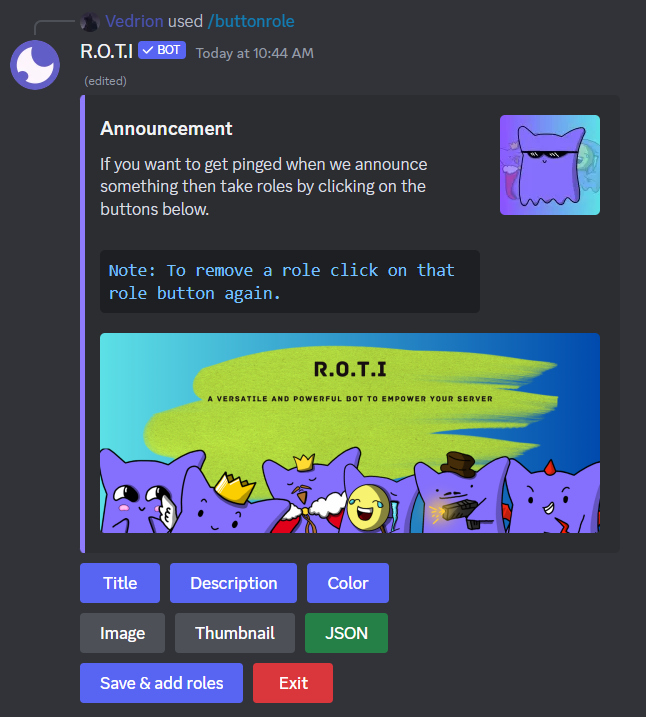 Vedrion used /buttonrole
R.O.T.I ✓ BOT Today at 10:44 AM
(edited)
Announcement
If you want to get pinged when we announce
something then take roles by clicking on the
buttons below.
Note: To remove a role click on that
role button again.
R.O.T.I
A VERSATILE AND POWERFUL BOT TO EMPOWER YOUR SERVER
Title Description Color
Image Thumbnail JSON
Save & add roles Exit